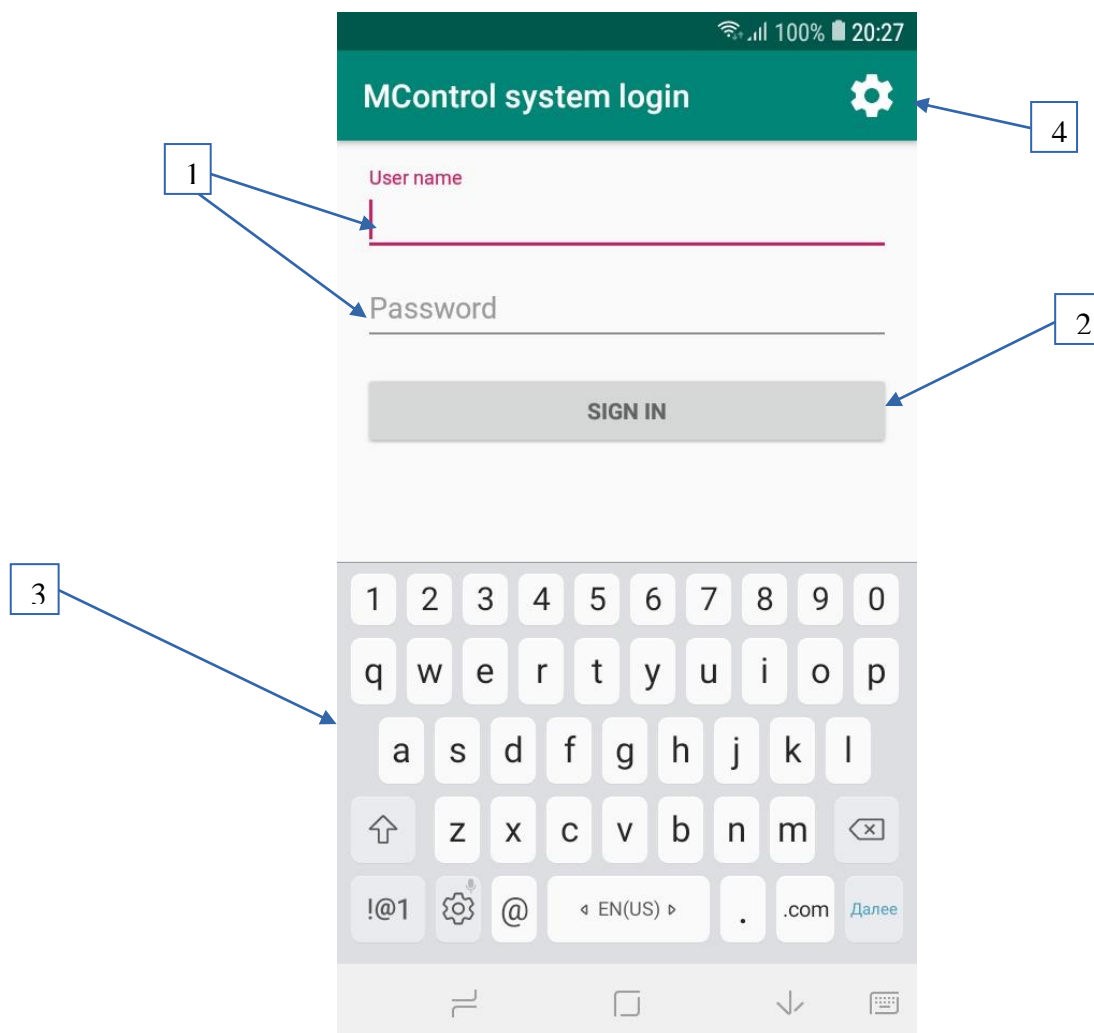 100% 20:27
MControl system login
4
1
User name
Password
2
SIGN IN
3
1 2 3 4 5 6 7 8 9 0
q w e r t y u i o p
a s d f g h j k l
z x c v b n m
!@1 @ EN(US) . .com Далее